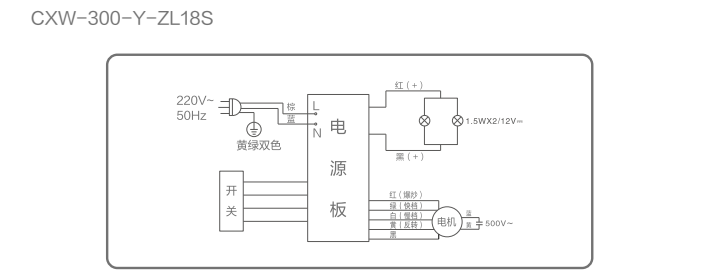 CXW-300-Y-ZL18S
220V~
50Hz
棕
蓝
L
N
黄绿双色
电
源
板
开
关
红(+)
黑(+)
1.5WX2/12V⎓
红(爆炒)
绿(快档)
白(慢档)
黄(反转)
黑
电机
蓝
黄
500V~